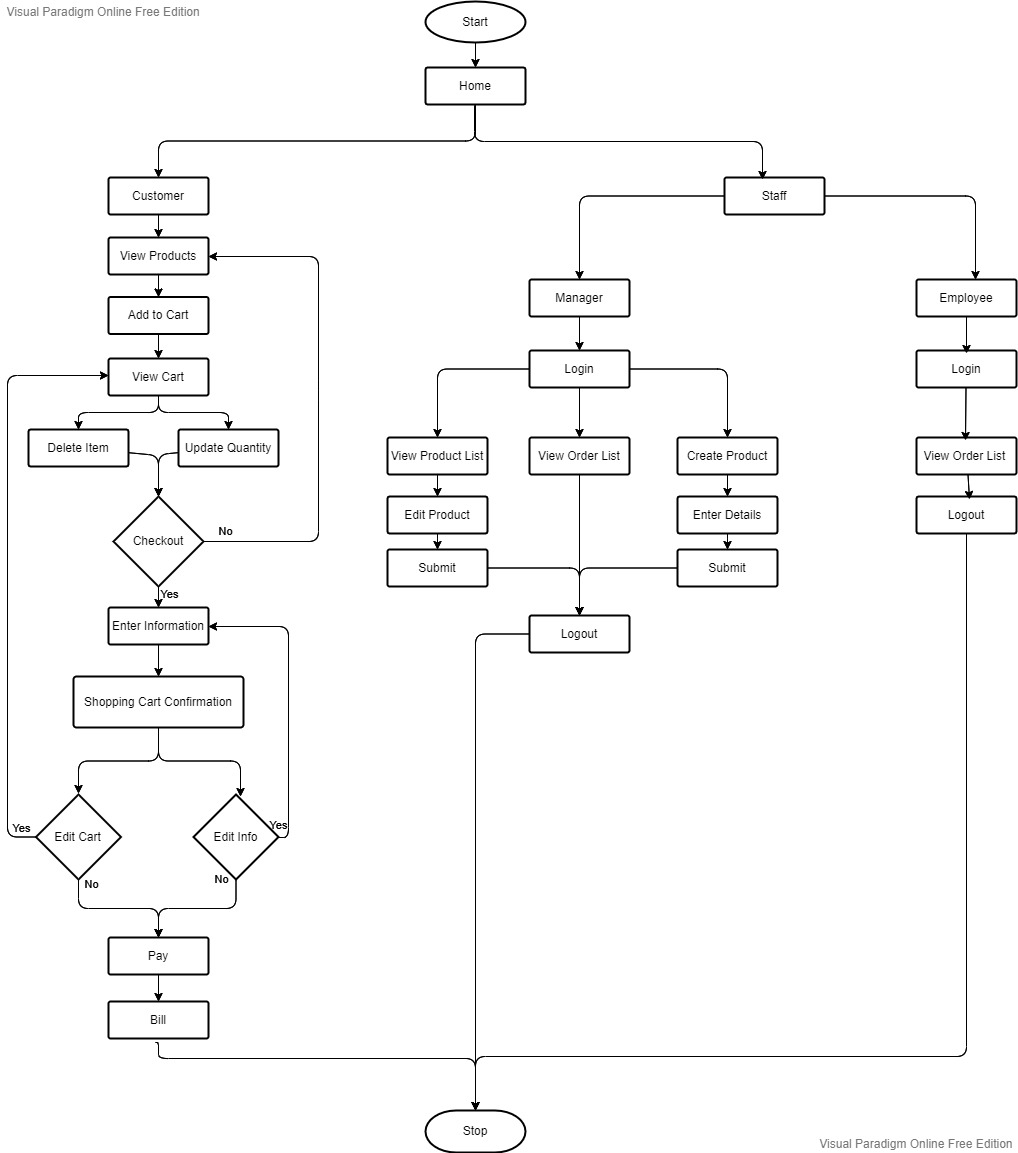 Visual Paradigm Online Free Edition
Start
Home
Customer
Staff
View Products
Manager
Employee
Add to Cart
View Cart
Login
Login
Delete Item
Update Quantity
View Product List
View Order List
Create Product
View Order List
Edit Product
Enter Details
Logout
Checkout
No
Submit
Submit
Yes
Enter Information
Logout
Shopping Cart Confirmation
Yes
Edit Cart
Edit Info
Yes
No
No
Pay
Bill
Stop
Visual Paradigm Online Free Edition